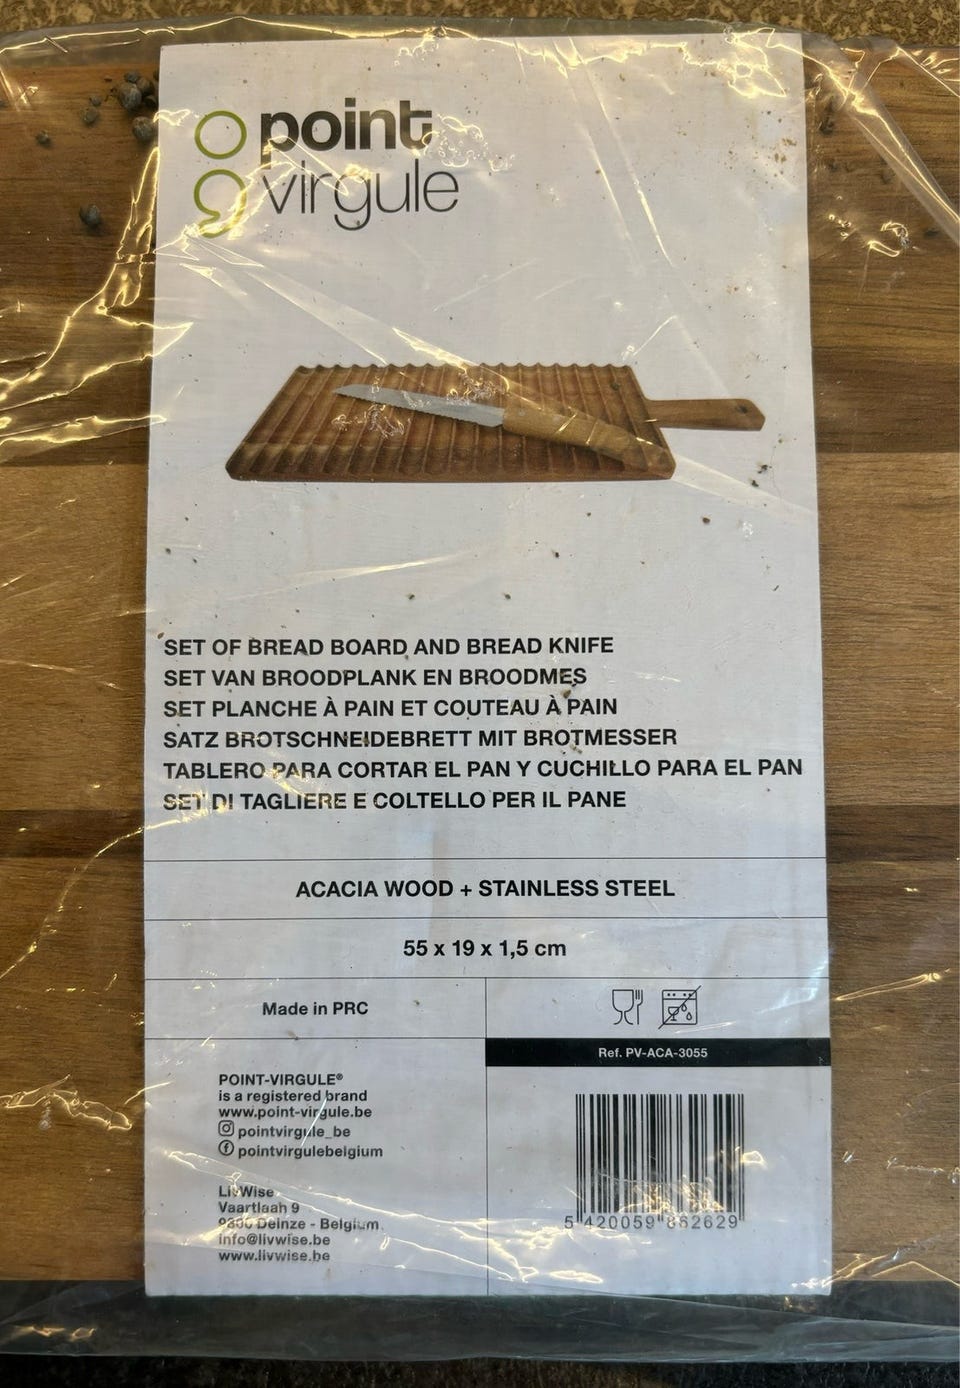 point
virgule
SET OF BREAD BOARD AND BREAD KNIFE
SET VAN BROODPLANK EN BROODMES
SET PLANCHE À PAIN ET COUTEAU À PAIN
SATZ BROTSCHNEIDEBRETT MIT BROTMESSER
TABLERO PARA CORTAR EL PAN Y CUCHILLO PARA EL PAN
SET DI TAGLIERE E COLTELLO PER IL PANE
ACACIA WOOD + STAINLESS STEEL
55 x 19 x 1,5 cm
Made in PRC
Ref. PV-ACA-3055
POINT-VIRGULE®
is a registered brand
www.point-virgule.be
pointvirgule_be
pointvirgulebelgium
LivWise
Vaartlaan 9
9800 Deinze - Belgium
info@livwise.be
www.livwise.be
5 420059